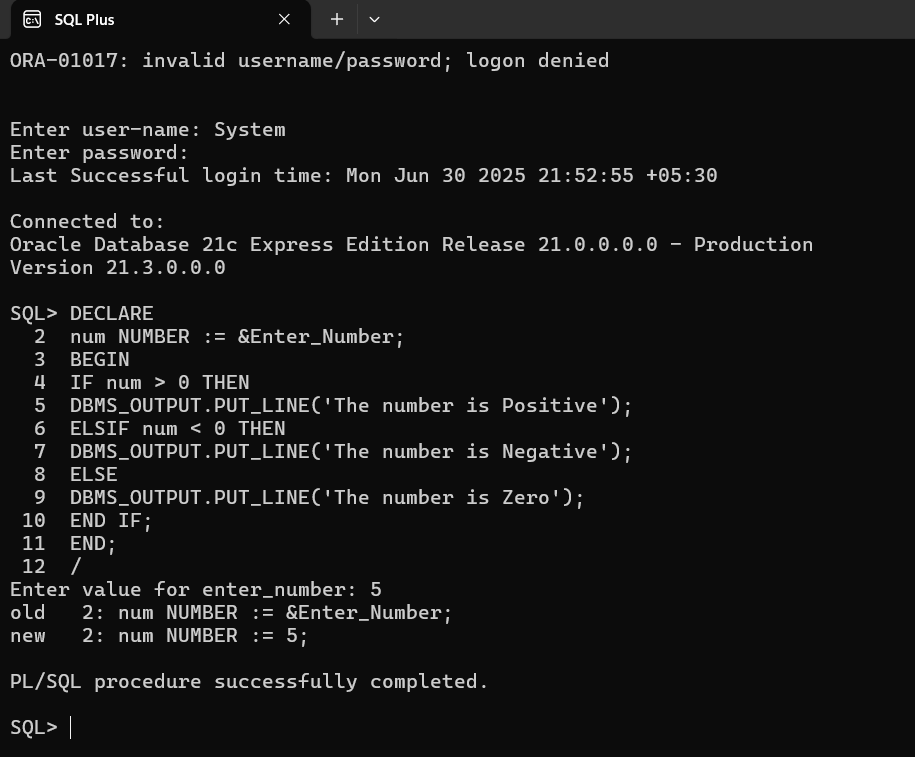 SQL Plus
ORA-01017: invalid username/password; logon denied
Enter user-name: System
Enter password:
Last Successful login time: Mon Jun 30 2025 21:52:55 +05:30
Connected to:
Oracle Database 21c Express Edition Release 21.0.0.0.0 - Production
Version 21.3.0.0.0
SQL> DECLARE
  2  num NUMBER := &Enter_Number;
  3  BEGIN
  4  IF num > 0 THEN
  5  DBMS_OUTPUT.PUT_LINE('The number is Positive');
  6  ELSIF num < 0 THEN
  7  DBMS_OUTPUT.PUT_LINE('The number is Negative');
  8  ELSE
  9  DBMS_OUTPUT.PUT_LINE('The number is Zero');
 10  END IF;
 11  END;
 12  /
Enter value for enter_number: 5
old   2: num NUMBER := &Enter_Number;
new   2: num NUMBER := 5;
PL/SQL procedure successfully completed.
SQL>